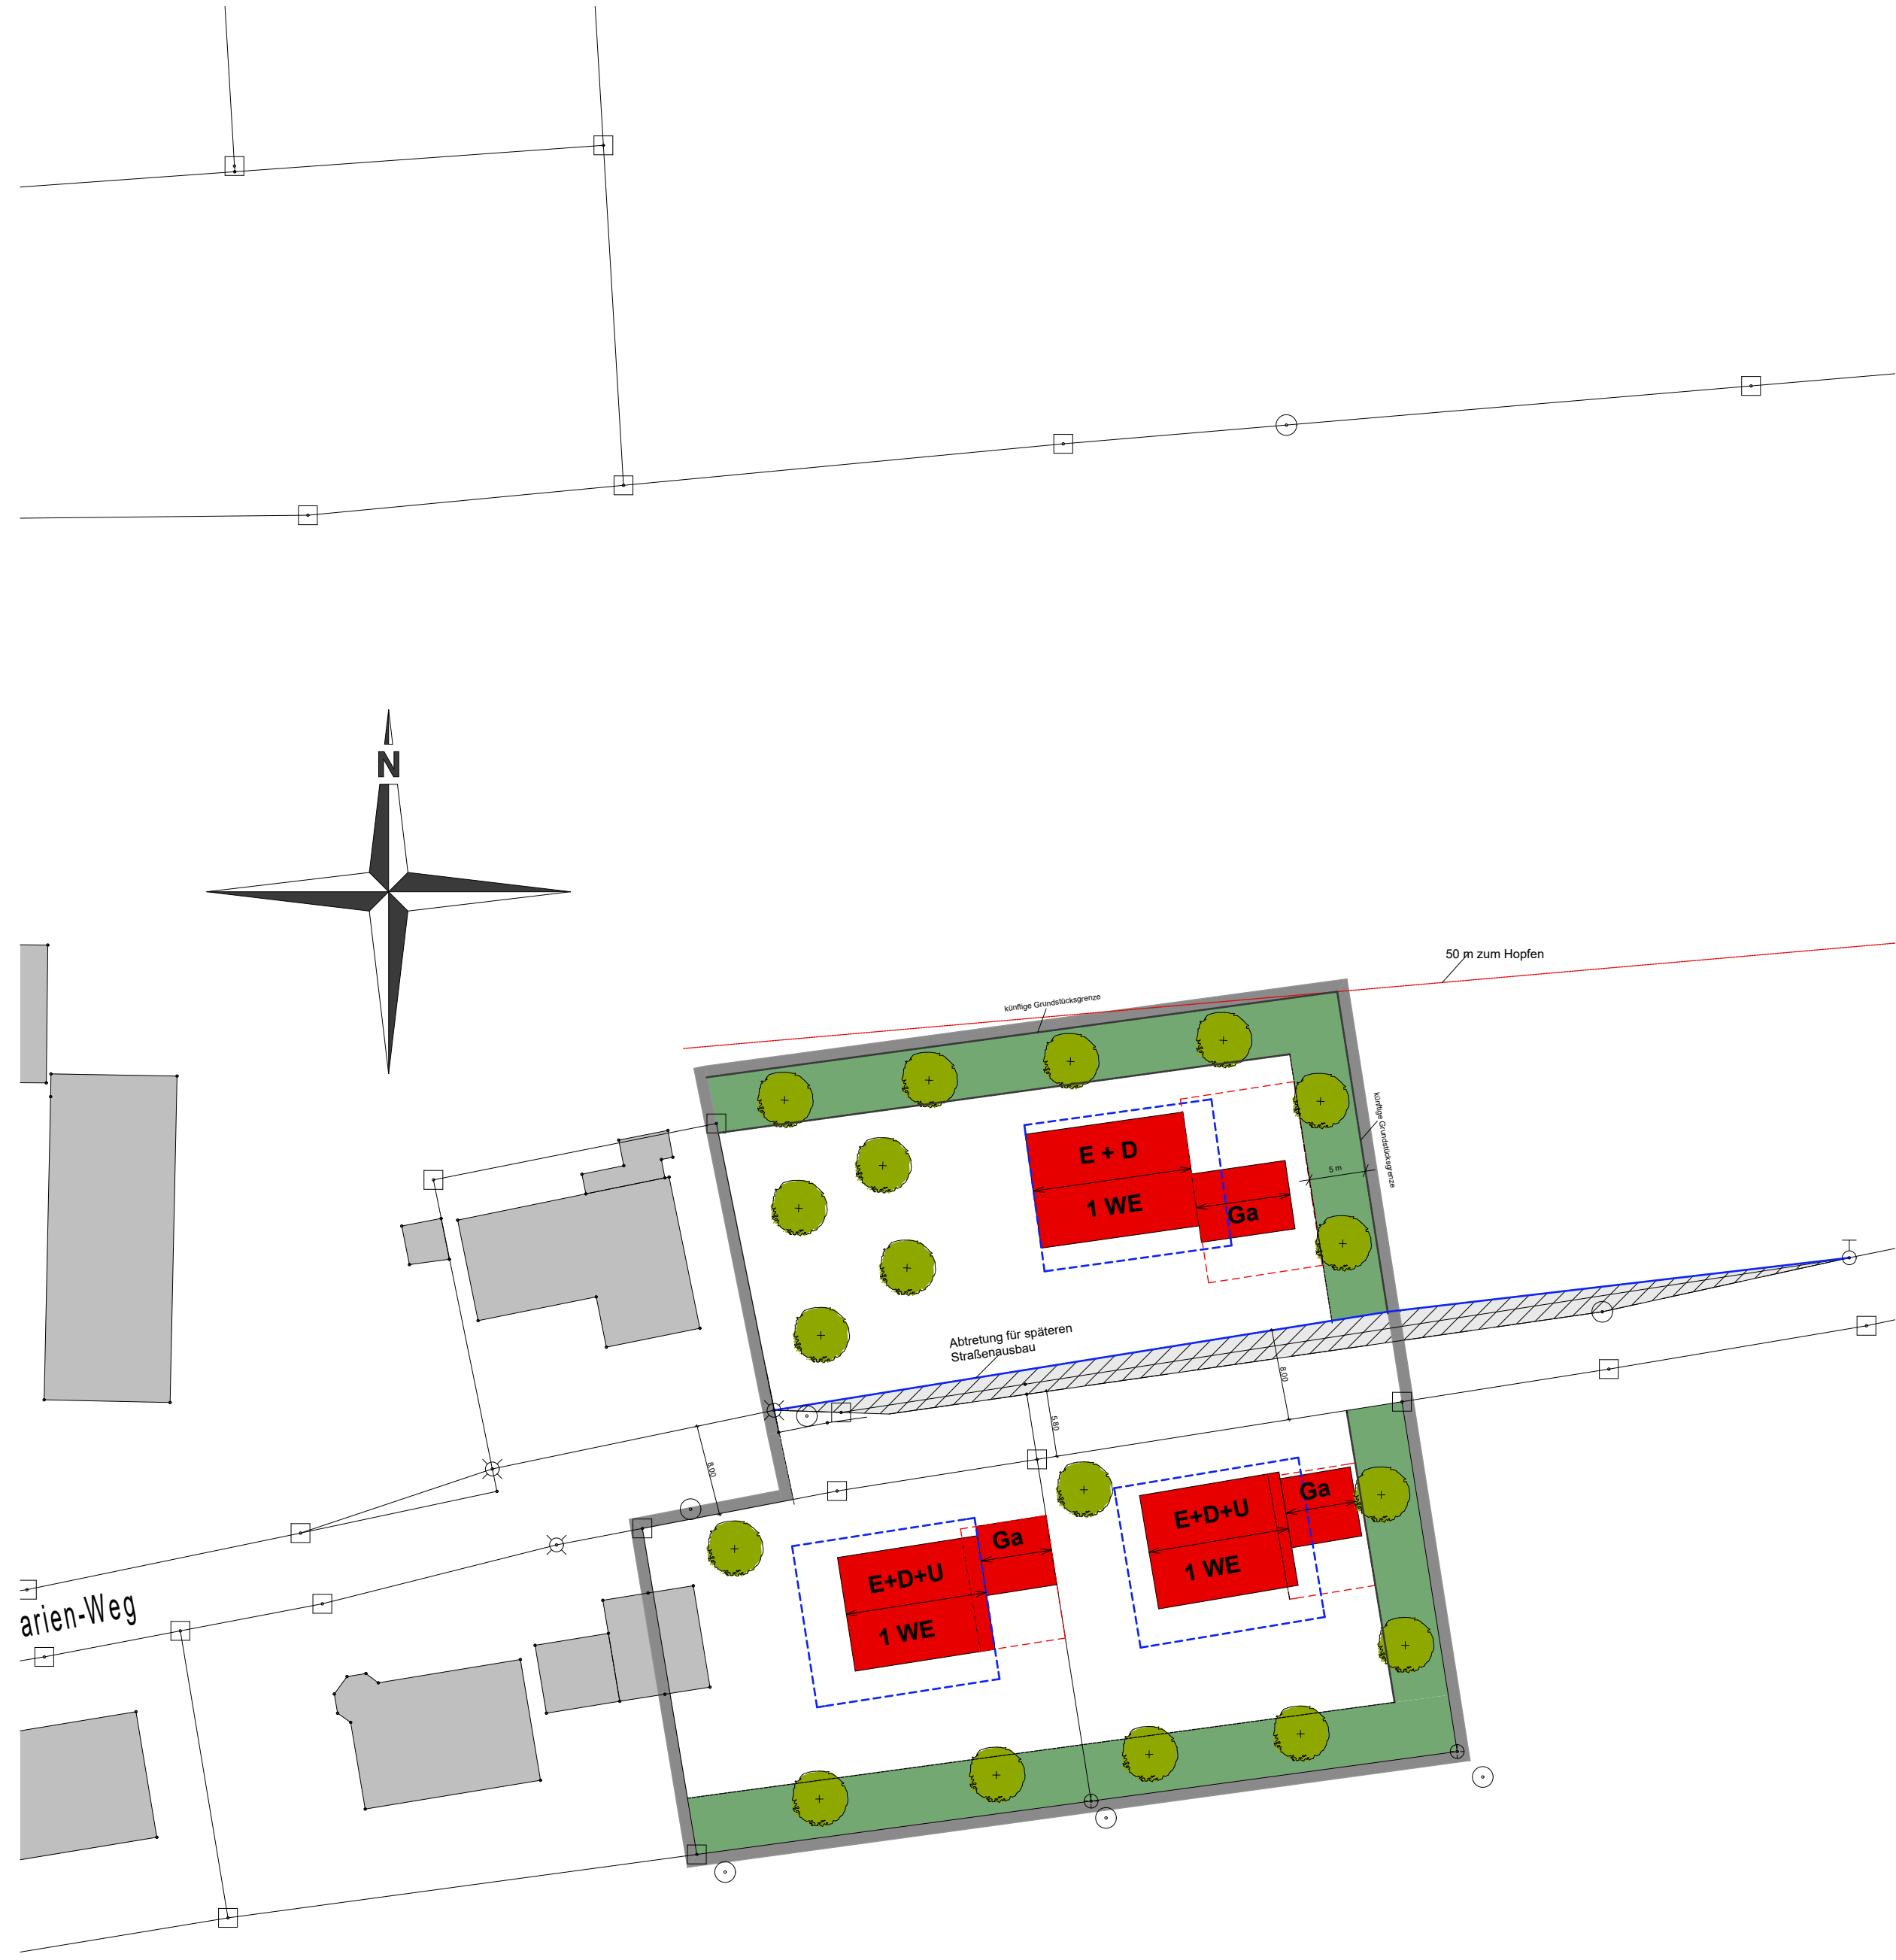 N
50 m zum Hopfen
künftige Grundstücksgrenze
künftige Grundstücksgrenze
E + D
1 WE
Ga
5 m
Abtretung für späteren
Straßenausbau
8,00
5,80
8,00
E+D+U
1 WE
Ga
E+D+U
1 WE
Ga
arien-Weg